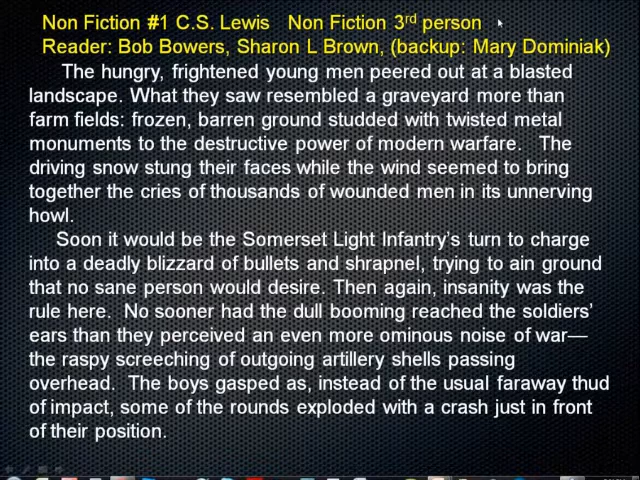 Non Fiction #1 C.S. Lewis Non Fiction 3rd person
Reader: Bob Bowers, Sharon L Brown, (backup: Mary Dominiak)
The hungry, frightened young men peered out at a blasted
landscape. What they saw resembled a graveyard more than
farm fields: frozen, barren ground studded with twisted metal
monuments to the destructive power of modern warfare. The
driving snow stung their faces while the wind seemed to bring
together the cries of thousands of wounded men in its unnerving
howl.
Soon it would be the Somerset Light Infantry's turn to charge
into a deadly blizzard of bullets and shrapnel, trying to ain ground
that no sane person would desire. Then again, insanity was the
rule here. No sooner had the dull booming reached the soldiers'
ears than they perceived an even more ominous noise of war—
the raspy screeching of outgoing artillery shells passing
overhead. The boys gasped as, instead of the usual faraway thud
of impact, some of the rounds exploded with a crash just in front
of their position.